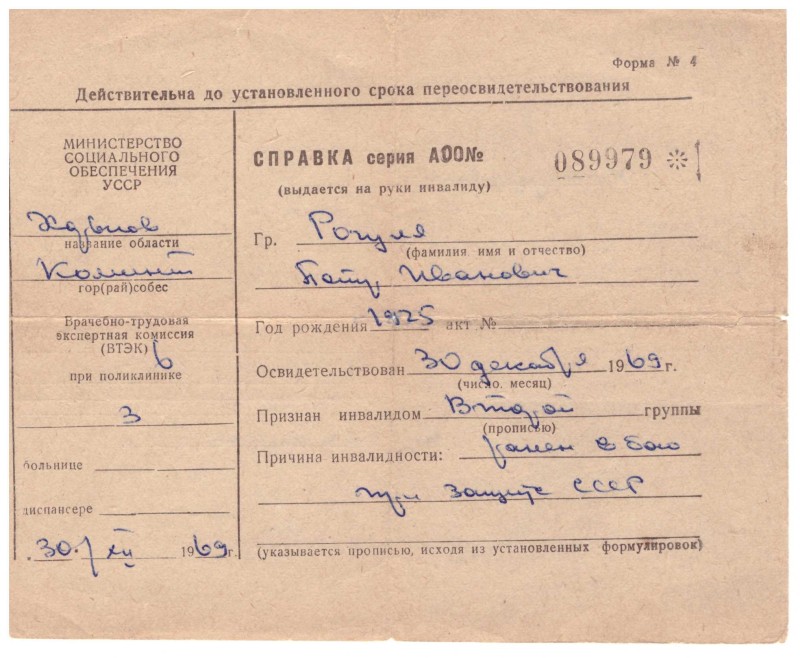 Форма № 4
Действительна до установленного срока переосвидетельствования
МИНИСТЕРСТВО
СОЦИАЛЬНОГО
ОБЕСПЕЧЕНИЯ
УССР
название области
гор(рай)собес
Врачебно-трудовая
экспертная комиссия
(ВТЭК) 6
при поликлинике
3
больнице
диспансере
30 / XII 1969 г.
СПРАВКА серия АОО№ 089979 *
(выдается на руки инвалиду)
Гр. Рогуля
(фамилия имя и отчество)
Петр Иванович
Год рождения 1925 акт №
Освидетельствован 30 декабря 1969 г.
(число, месяц)
Признан инвалидом Второй группы
(прописью)
Причина инвалидности: ранен в бою
при защите СССР
(указывается прописью, исходя из установленных формулировок)